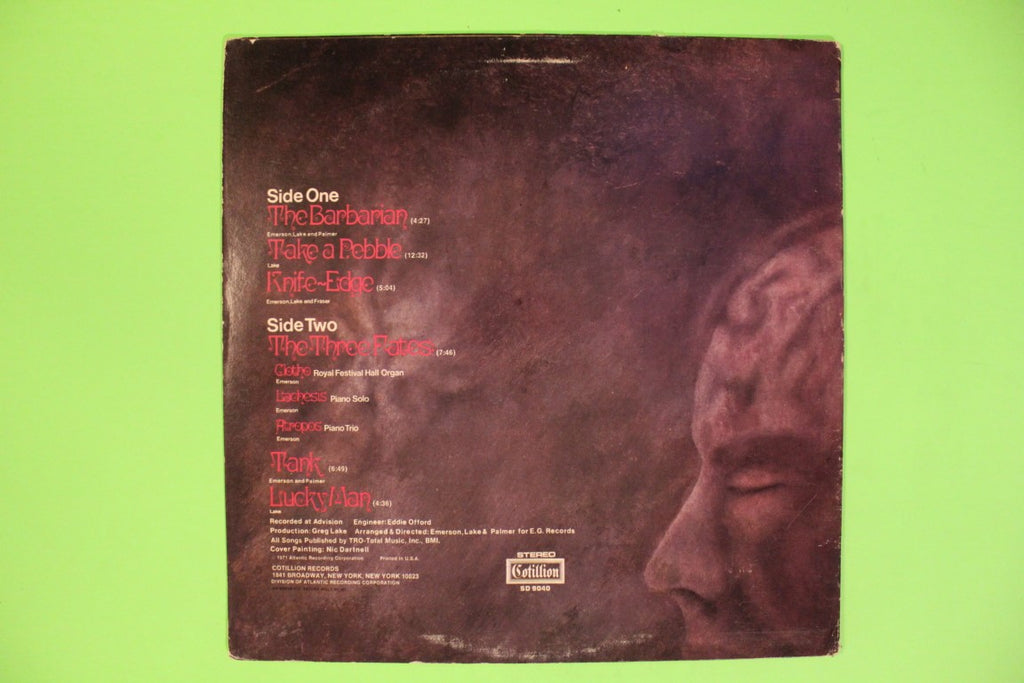 Side One
The Barbarian (4:27)
Emerson, Lake and Palmer
Take a Pebble (12:32)
Lake
Knife~Edge (5:04)
Emerson, Lake and Fraser
Side Two
The Three Fates: (7:46)
Clotho Royal Festival Hall Organ
Emerson
Lachesis Piano Solo
Emerson
Atropos Piano Trio
Emerson
Tank (6:49)
Emerson and Palmer
Lucky Man (4:36)
Lake
Recorded at Advision Engineer: Eddie Offord
Production: Greg Lake Arranged & Directed: Emerson, Lake & Palmer for E.G. Records
All Songs Published by TRO-Total Music, Inc., BMI.
Cover Painting: Nic Dartnell
© 1971 Atlantic Recording Corporation Printed in U.S.A.
COTILLION RECORDS
1841 BROADWAY, NEW YORK, NEW YORK 10023
DIVISION OF ATLANTIC RECORDING CORPORATION
STEREO
Cotillion
SD 9040